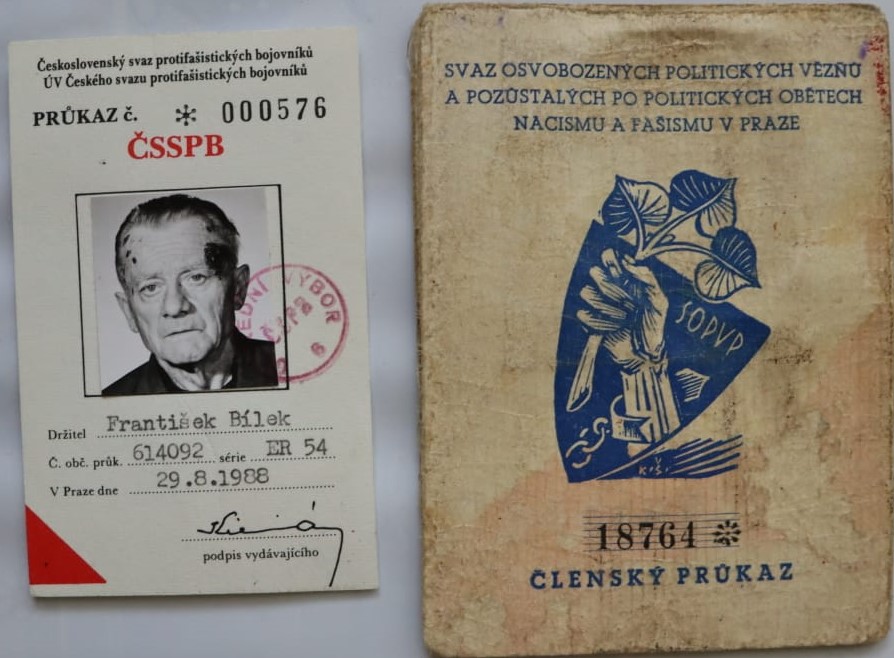 Československý svaz protifašistických bojovníků
ÚV Českého svazu protifašistických bojovníků
PRŮKAZ č. 000576
ČSSPB
Držitel František Bílek
Č. obč. průk. 614092 série ER 54
V Praze dne 29.8.1988
podpis vydávajícího
SVAZ OSVOBOZENÝCH POLITICKÝCH VĚZŇŮ
A POZŮSTALÝCH PO POLITICKÝCH OBĚTECH
NACISMU A FAŠISMU V PRAZE
SOPVP
K.Š.
18764
ČLENSKÝ PRŮKAZ